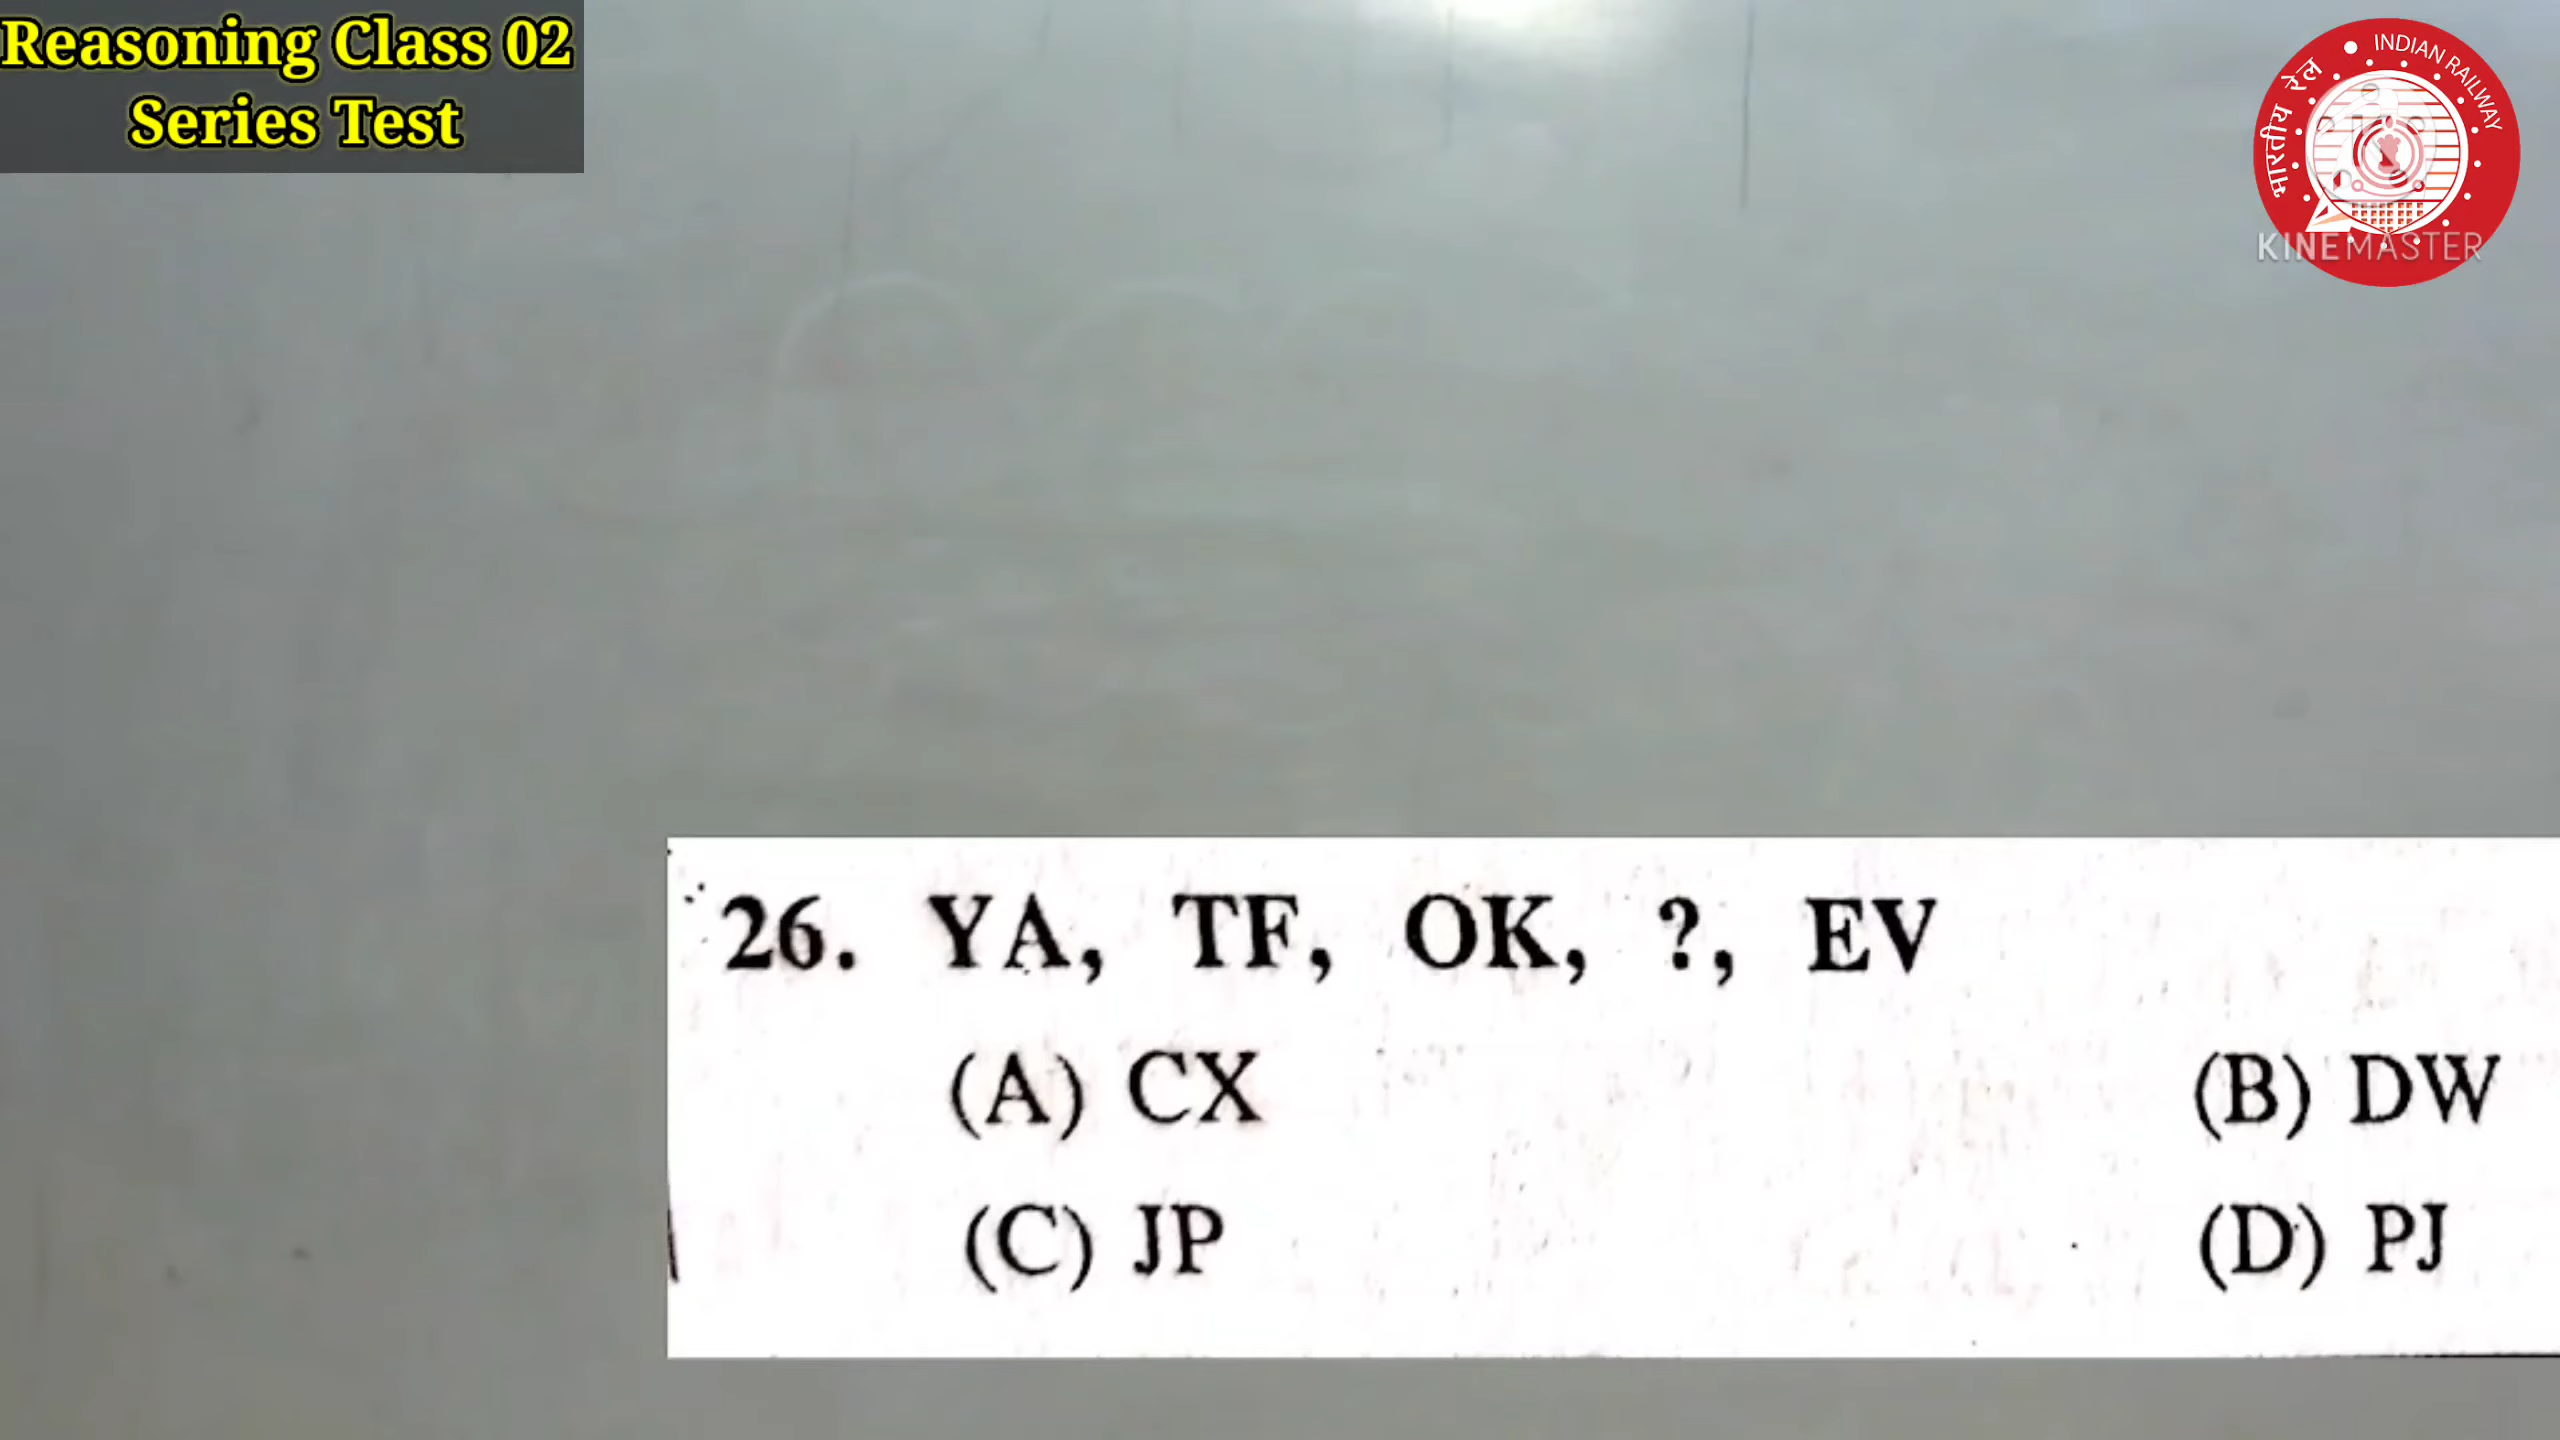 Reasoning Class 02
Series Test
भारतीय रेल
INDIAN RAILWAY
KINEMASTER
26. YA, TF, OK, ?, EV
(A) CX (B) DW
(C) JP (D) PJ